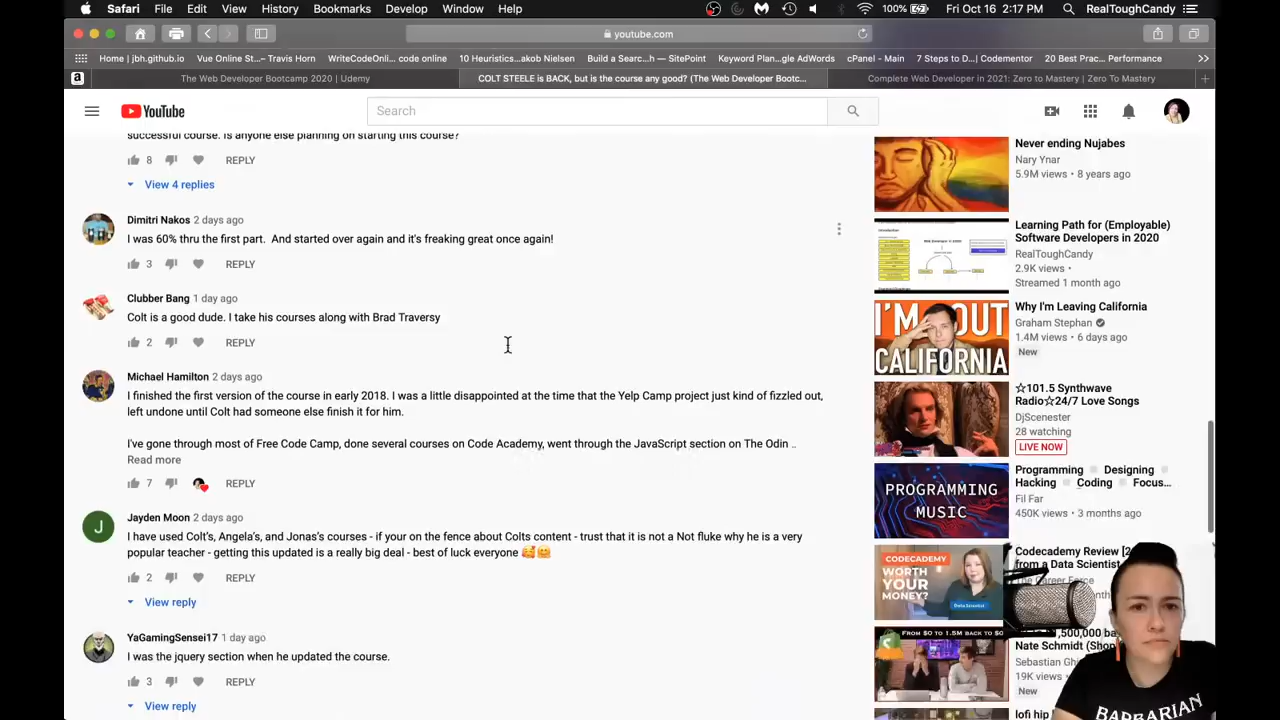 Safari File Edit View History Bookmarks Develop Window Help 100% Fri Oct 16 2:17 PM RealToughCandy
youtube.com
Home | jbh.github.io Vue Online St...– Travis Horn WriteCodeOnli... code online 10 Heuristics...akob Nielsen Build a Searc...h — SitePoint Keyword Plan...gle AdWords cPanel - Main 7 Steps to D...| Codementor 20 Best Prac... Performance
The Web Developer Bootcamp 2020 | Udemy COLT STEELE is BACK, but is the course any good? (The Web Developer Bootc... Complete Web Developer in 2021: Zero to Mastery | Zero To Mastery
YouTube Search
successful course. Is anyone else planning on starting this course?
8 REPLY
View 4 replies
Dimitri Nakos 2 days ago
I was 60% thru the first part. And started over again and it's freaking great once again!
3 REPLY
Clubber Bang 1 day ago
Colt is a good dude. I take his courses along with Brad Traversy
2 REPLY
Michael Hamilton 2 days ago
I finished the first version of the course in early 2018. I was a little disappointed at the time that the Yelp Camp project just kind of fizzled out,
left undone until Colt had someone else finish it for him.
I've gone through most of Free Code Camp, done several courses on Code Academy, went through the JavaScript section on The Odin ..
Read more
7 REPLY
Jayden Moon 2 days ago
I have used Colt's, Angela's, and Jonas's courses - if your on the fence about Colts content - trust that it is not a Not fluke why he is a very
popular teacher - getting this updated is a really big deal - best of luck everyone 🥰🤗
2 REPLY
View reply
YaGamingSensei17 1 day ago
I was the jquery section when he updated the course.
3 REPLY
View reply
Never ending Nujabes
Nary Ynar
5.9M views • 8 years ago
Learning Path for (Employable)
Software Developers in 2020
RealToughCandy
2.9K views •
Streamed 1 month ago
I'M OUT
CALIFORNIA
Why I'm Leaving California
Graham Stephan
1.4M views • 6 days ago
New
☆101.5 Synthwave
Radio☆24/7 Love Songs
DjScenester
28 watching
LIVE NOW
PROGRAMMING
MUSIC
Programming Designing
Hacking Coding Focus...
Fil Far
450K views • 3 months ago
CODECADEMY
WORTH
YOUR
MONEY?
Data Scientist
Codecademy Review [2
from a Data Scientist
FROM $0 TO 1.5M BACK TO $0
Nate Schmidt (Shop
Sebastian Gh
19K views •
New
lofi hip
BARBARIAN